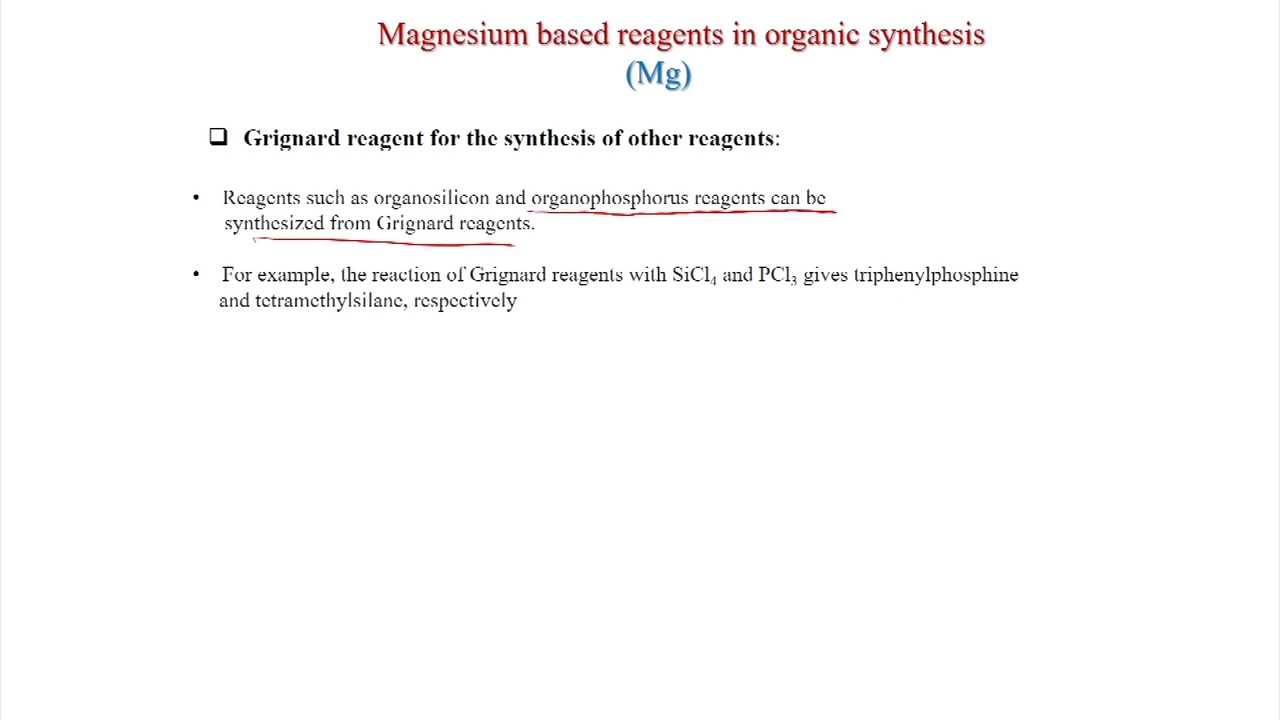 Magnesium based reagents in organic synthesis
(Mg)
❑ Grignard reagent for the synthesis of other reagents:
• Reagents such as organosilicon and organophosphorus reagents can be
synthesized from Grignard reagents.
• For example, the reaction of Grignard reagents with SiCl₄ and PCl₃ gives triphenylphosphine
and tetramethylsilane, respectively